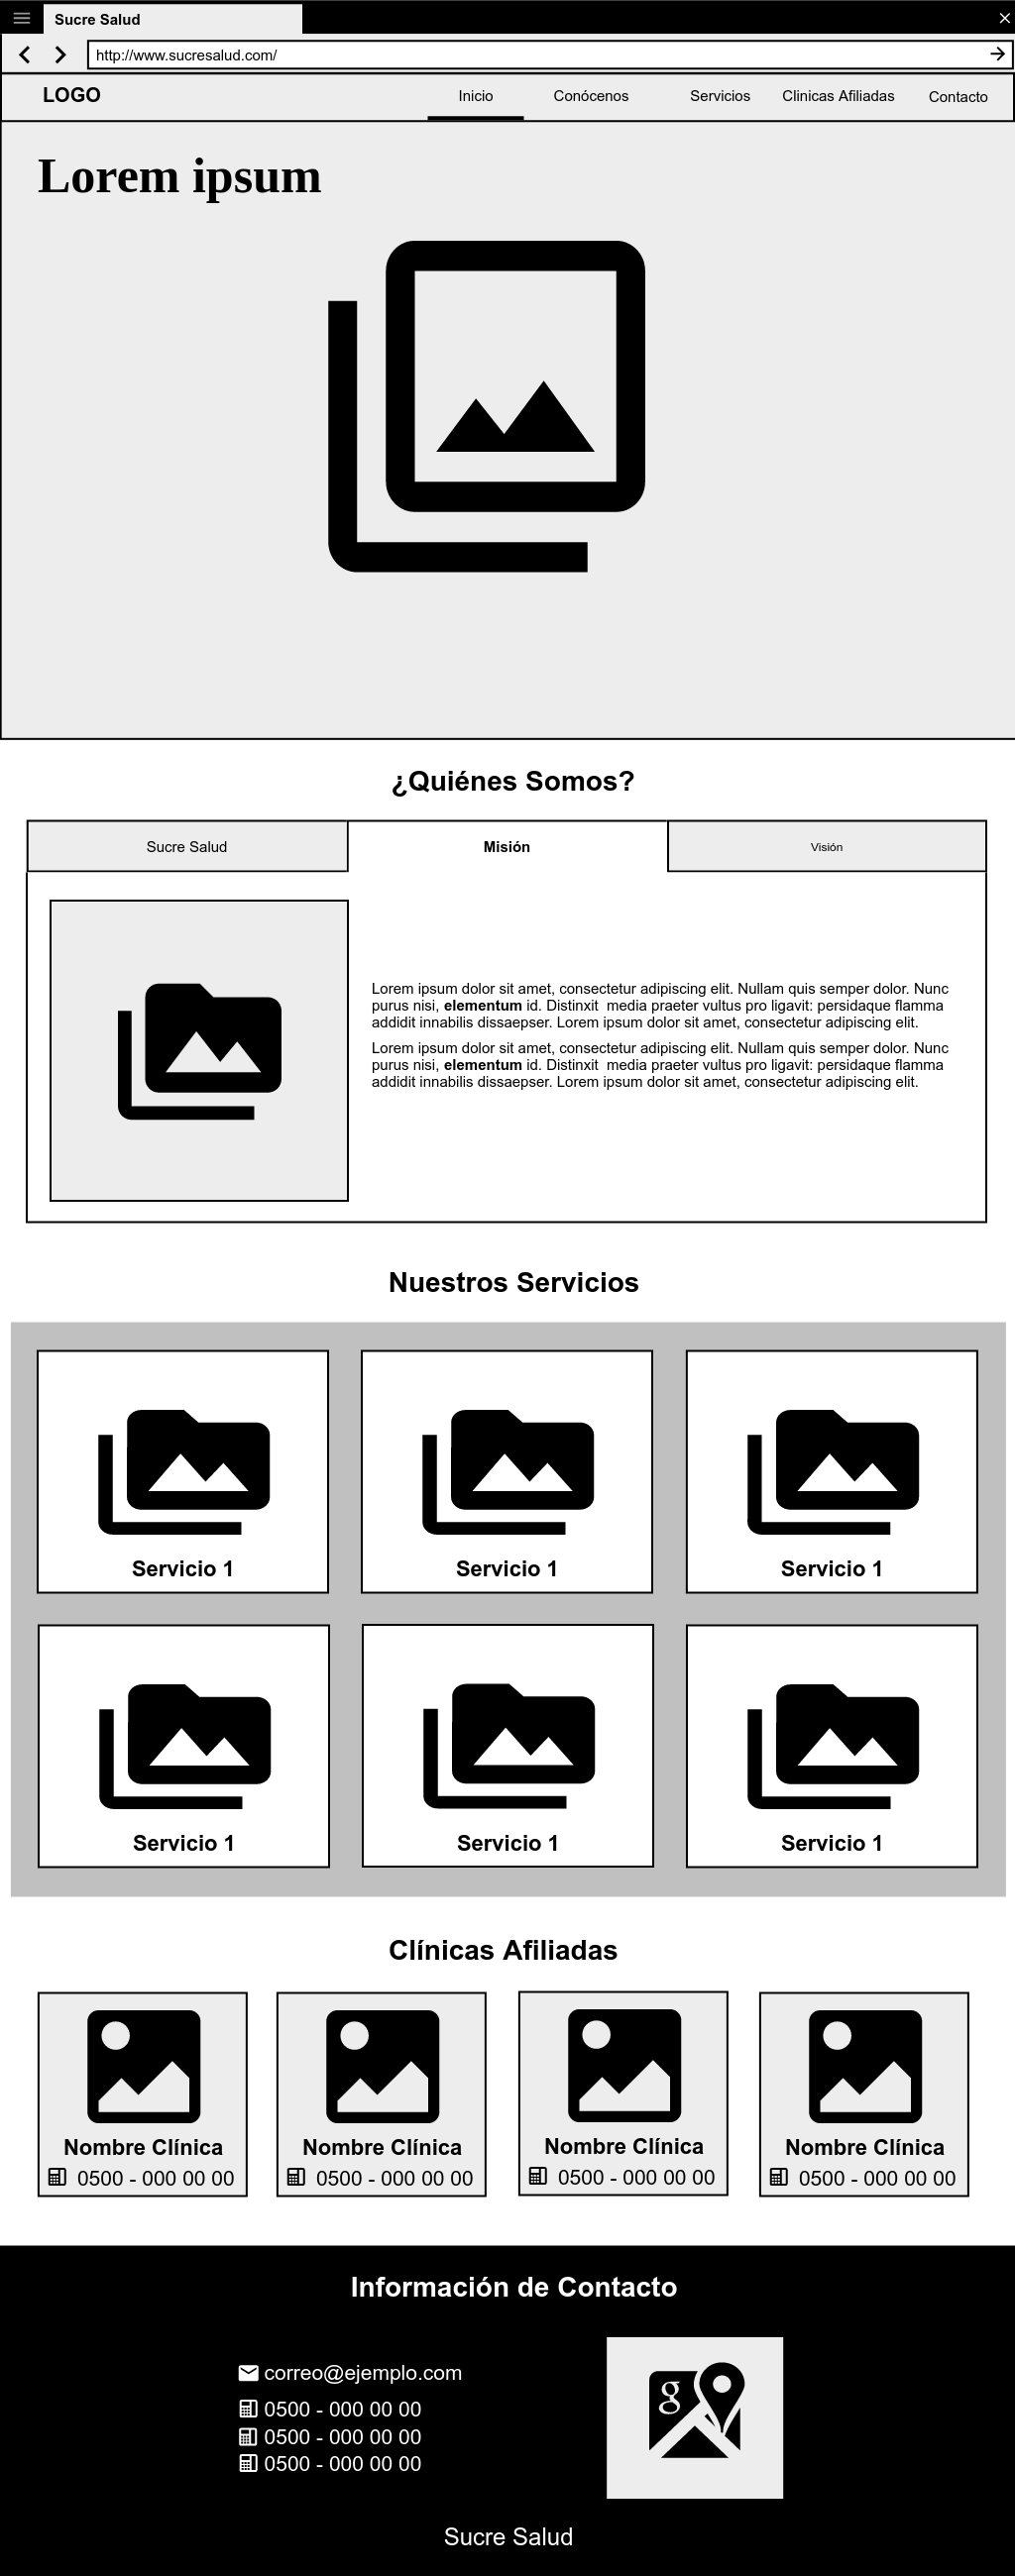 Sucre Salud
http://www.sucresalud.com/
LOGO
Inicio
Conócenos
Servicios
Clinicas Afiliadas
Contacto
Lorem ipsum
¿Quiénes Somos?
Sucre Salud
Misión
Visión
Lorem ipsum dolor sit amet, consectetur adipiscing elit. Nullam quis semper dolor. Nunc
purus nisi, elementum id. Distinxit  media praeter vultus pro ligavit: persidaque flamma
addidit innabilis dissaepser. Lorem ipsum dolor sit amet, consectetur adipiscing elit.
Lorem ipsum dolor sit amet, consectetur adipiscing elit. Nullam quis semper dolor. Nunc
purus nisi, elementum id. Distinxit  media praeter vultus pro ligavit: persidaque flamma
addidit innabilis dissaepser. Lorem ipsum dolor sit amet, consectetur adipiscing elit.
Nuestros Servicios
Servicio 1
Servicio 1
Servicio 1
Servicio 1
Servicio 1
Servicio 1
Clínicas Afiliadas
Nombre Clínica
0500 - 000 00 00
Nombre Clínica
0500 - 000 00 00
Nombre Clínica
0500 - 000 00 00
Nombre Clínica
0500 - 000 00 00
Información de Contacto
correo@ejemplo.com
0500 - 000 00 00
0500 - 000 00 00
0500 - 000 00 00
g
Sucre Salud